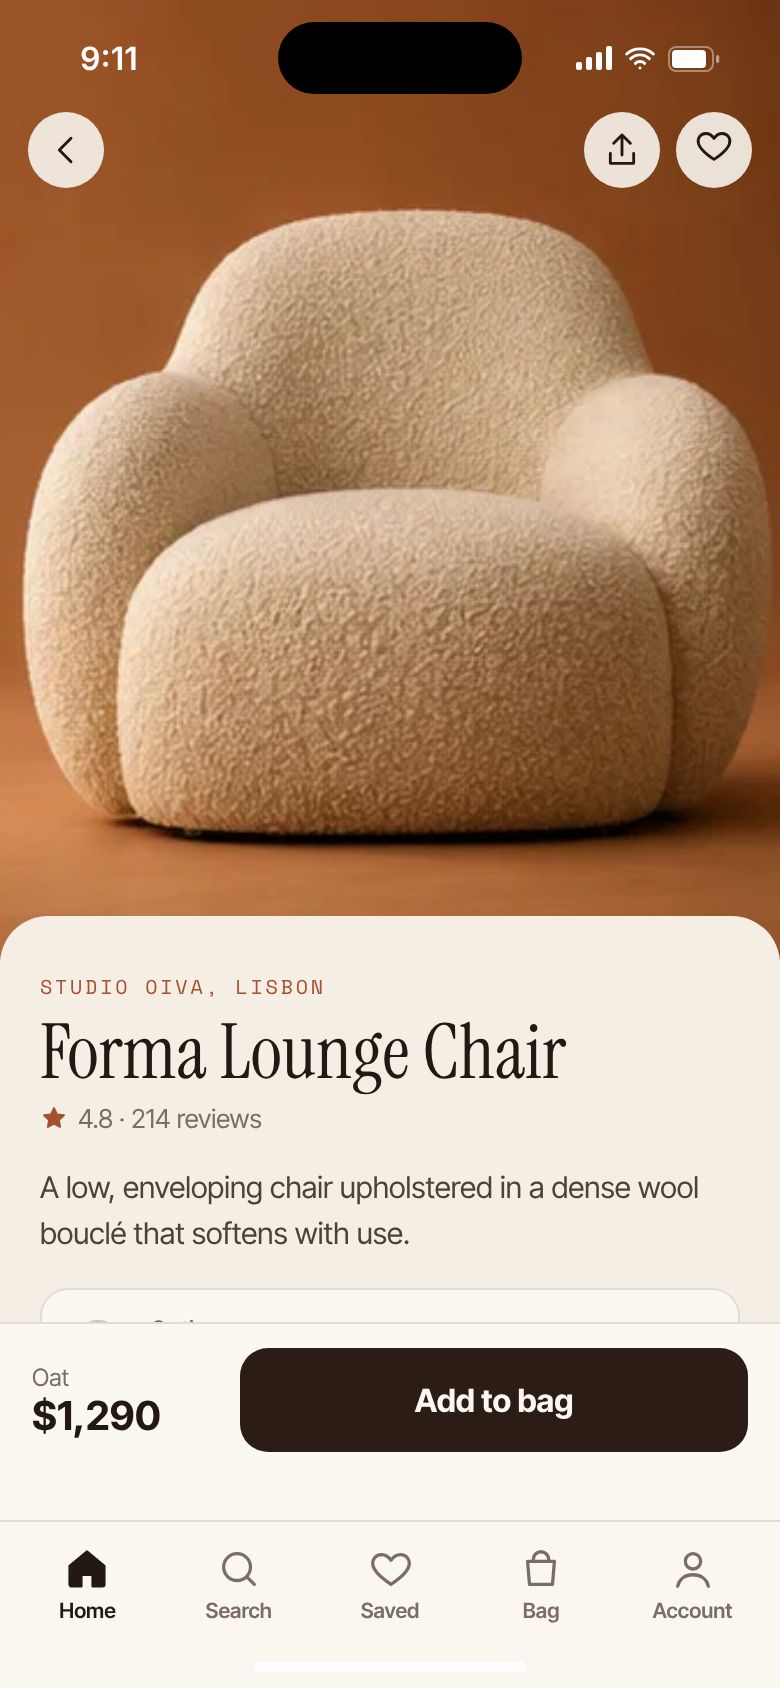 9:11
STUDIO OIVA, LISBON
Forma Lounge Chair
4.8 · 214 reviews
A low, enveloping chair upholstered in a dense wool
bouclé that softens with use.
Oat
$1,290
Add to bag
Home
Search
Saved
Bag
Account